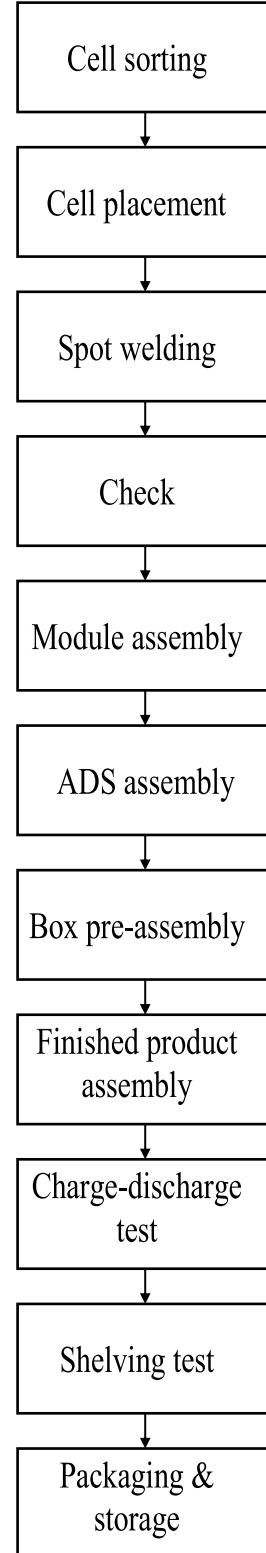 Cell sorting
Cell placement
Spot welding
Check
Module assembly
ADS assembly
Box pre-assembly
Finished product
assembly
Charge-discharge
test
Shelving test
Packaging &
storage